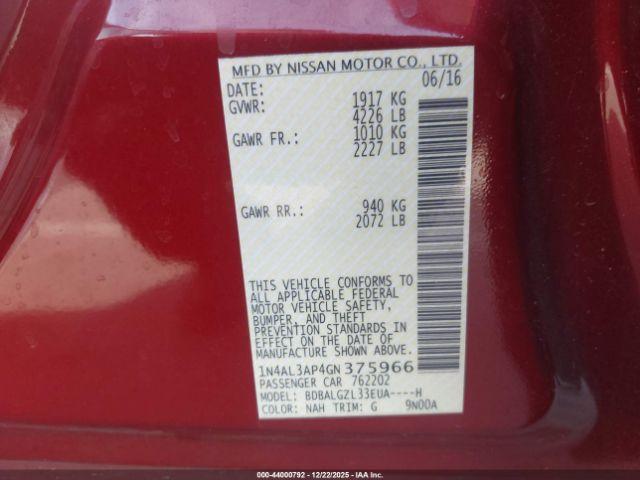 MFD BY NISSAN MOTOR CO., LTD.
DATE: 06/16
GVWR: 1917 KG
4226 LB
GAWR FR.: 1010 KG
2227 LB
GAWR RR.: 940 KG
2072 LB
THIS VEHICLE CONFORMS TO
ALL APPLICABLE FEDERAL
MOTOR VEHICLE SAFETY,
BUMPER, AND THEFT
PREVENTION STANDARDS IN
EFFECT ON THE DATE OF
MANUFACTURE SHOWN ABOVE.
1N4AL3AP4GN375966
PASSENGER CAR 762202
MODEL: BDBALGZL33EUA----H
COLOR: NAH TRIM: G 9N00A
000-44000792 - 12/22/2025 - IAAI Inc.